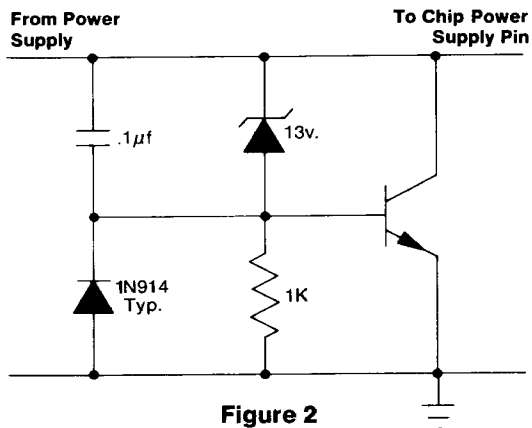 From Power
Supply
To Chip Power
Supply Pin
.1μf
13v.
1N914
Typ.
1K
Figure 2